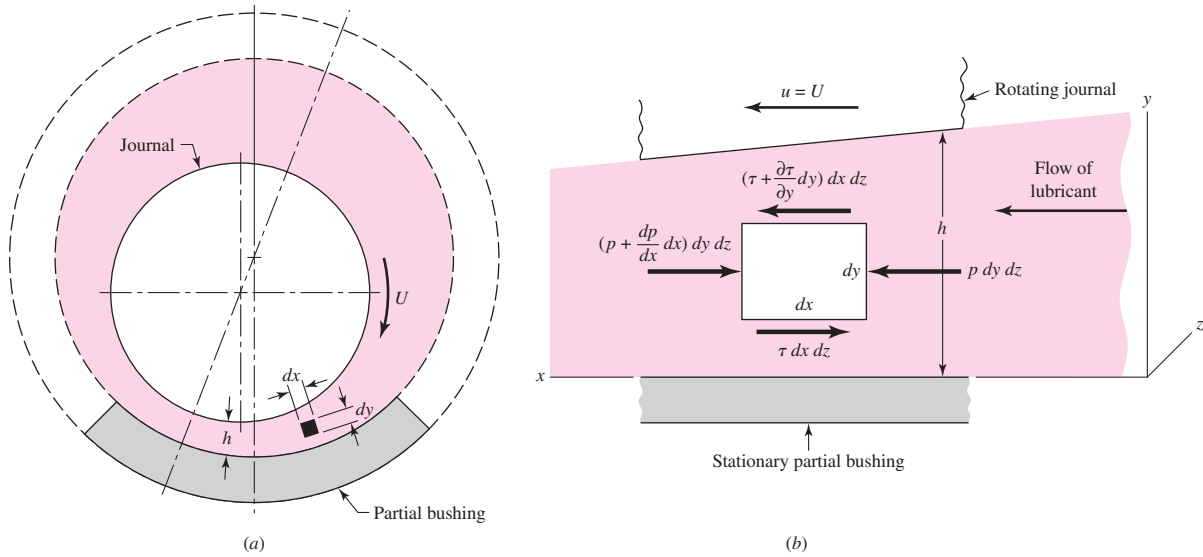 Journal
U
dx
dy
h
Partial bushing
(a)
u = U
Rotating journal
y
(τ + ∂τ/∂y dy) dx dz
Flow of
lubricant
(p + dp/dx dx) dy dz
h
dy
p dy dz
dx
τ dx dz
z
x
Stationary partial bushing
(b)